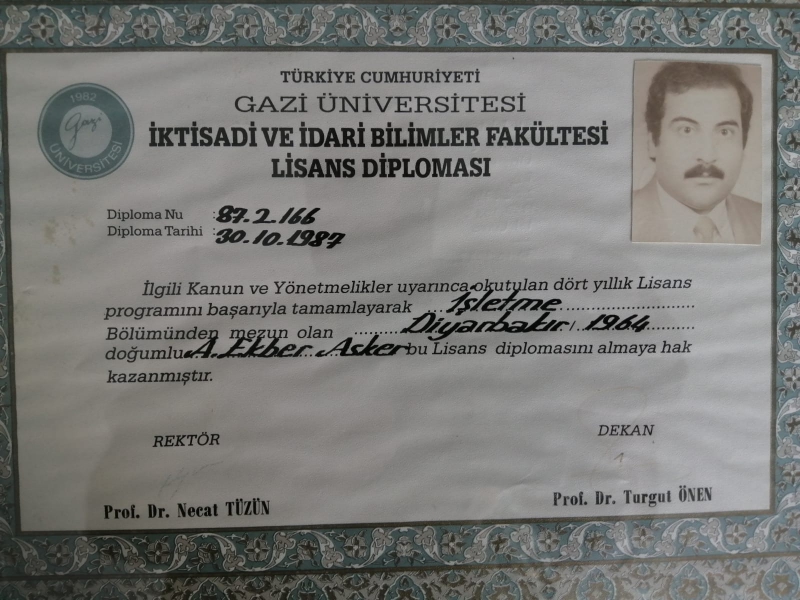 1982
Gazi
ÜNİVERSİTESİ
TÜRKİYE CUMHURİYETİ
GAZİ ÜNİVERSİTESİ
İKTİSADİ VE İDARİ BİLİMLER FAKÜLTESİ
LİSANS DİPLOMASI
Diploma Nu : 87.2.166
Diploma Tarihi : 30.10.1987
İlgili Kanun ve Yönetmelikler uyarınca okutulan dört yıllık Lisans
programını başarıyla tamamlayarak İşletme
Bölümünden mezun olan Diyarbakır / 1964
doğumlu A. Ekber Asker bu Lisans diplomasını almaya hak
kazanmıştır.
REKTÖR
DEKAN
Prof. Dr. Necat TÜZÜN
Prof. Dr. Turgut ÖNEN